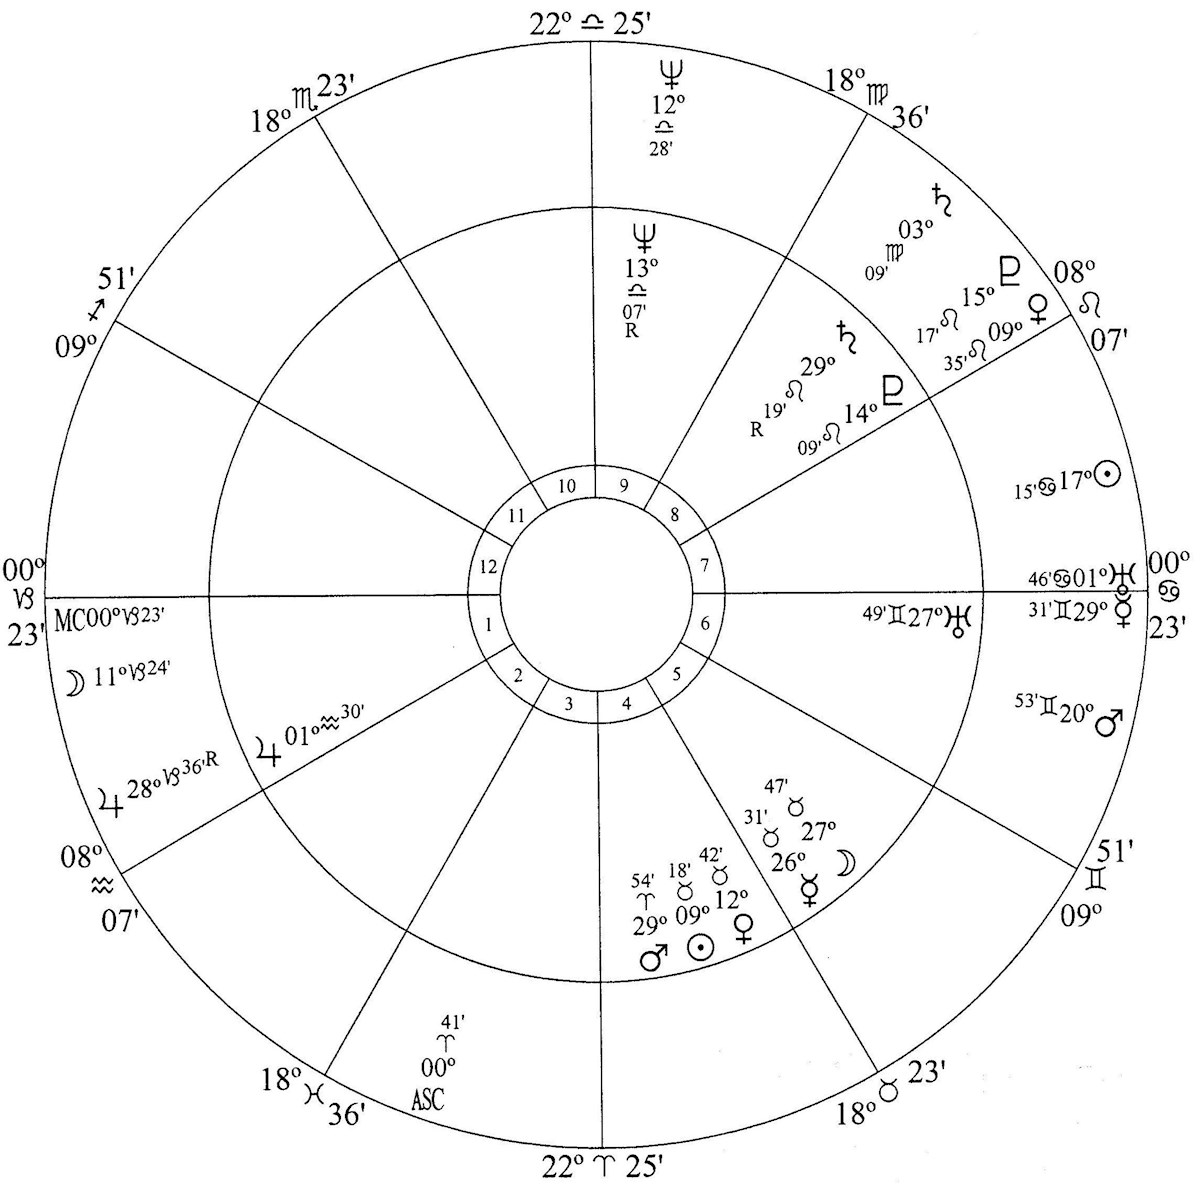 22° ♎ 25'
18° ♏ 23'
18° ♍ 36'
51' ♐ 09°
08° ♌ 07'
00° ♑ 23'
00° ♋ 23'
08° ♒ 07'
51' ♊ 09°
18° ♓ 36'
18° ♉ 23'
22° ♈ 25'
♆ 12° ♎ 28'
♄ 03° ♍ 09'
♇ 15° ♌ 17'
♀ 09° ♌ 35'
15' ♋ 17° ☉
46' ♋ 01° ♅
31' ♊ 29° ☿
53' ♊ 20° ♂
MC 00° ♑ 23'
☽ 11° ♑ 24'
♃ 28° ♑ 36' R
41' ♈ 00° ASC
♆ 13° ♎ 07' R
♄ 29° ♌ 19' R
♇ 14° ♌ 09'
49' ♊ 27° ♅
♃ 01° ♒ 30'
54' ♈ 29° ♂
18' ♉ 09° ☉
42' ♉ 12° ♀
31' ♉ 26° ☿
47' ♉ 27° ☽
10
9
11
8
12
7
1
6
2
5
3
4